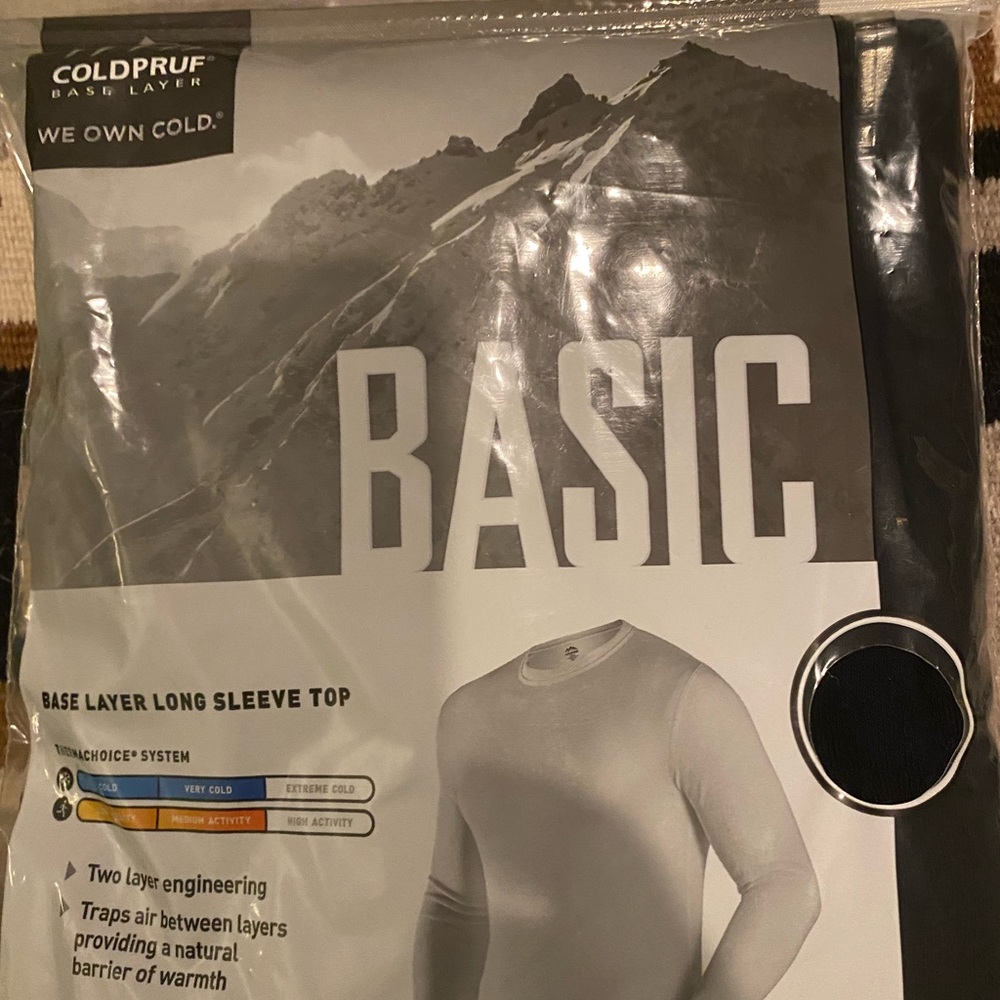 COLDPRUF®
BASE LAYER
WE OWN COLD.®
BASIC
BASE LAYER LONG SLEEVE TOP
THERMACHOICE® SYSTEM
COLD VERY COLD EXTREME COLD
MEDIUM ACTIVITY HIGH ACTIVITY
Two layer engineering
Traps air between layers
providing a natural
barrier of warmth